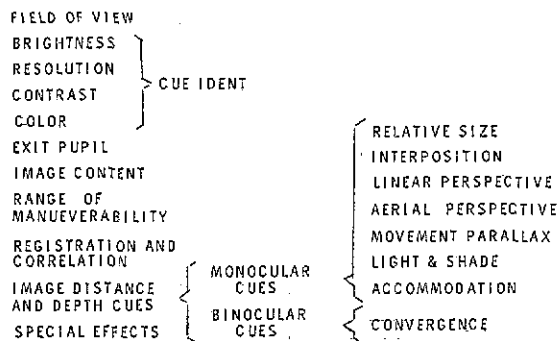 FIELD OF VIEW
BRIGHTNESS
RESOLUTION
CONTRAST
COLOR
CUE IDENT
EXIT PUPIL
IMAGE CONTENT
RANGE OF
MANUEVERABILITY
REGISTRATION AND
CORRELATION
IMAGE DISTANCE
AND DEPTH CUES
SPECIAL EFFECTS
MONOCULAR
CUES
BINOCULAR
CUES
RELATIVE SIZE
INTERPOSITION
LINEAR PERSPECTIVE
AERIAL PERSPECTIVE
MOVEMENT PARALLAX
LIGHT & SHADE
ACCOMMODATION
CONVERGENCE